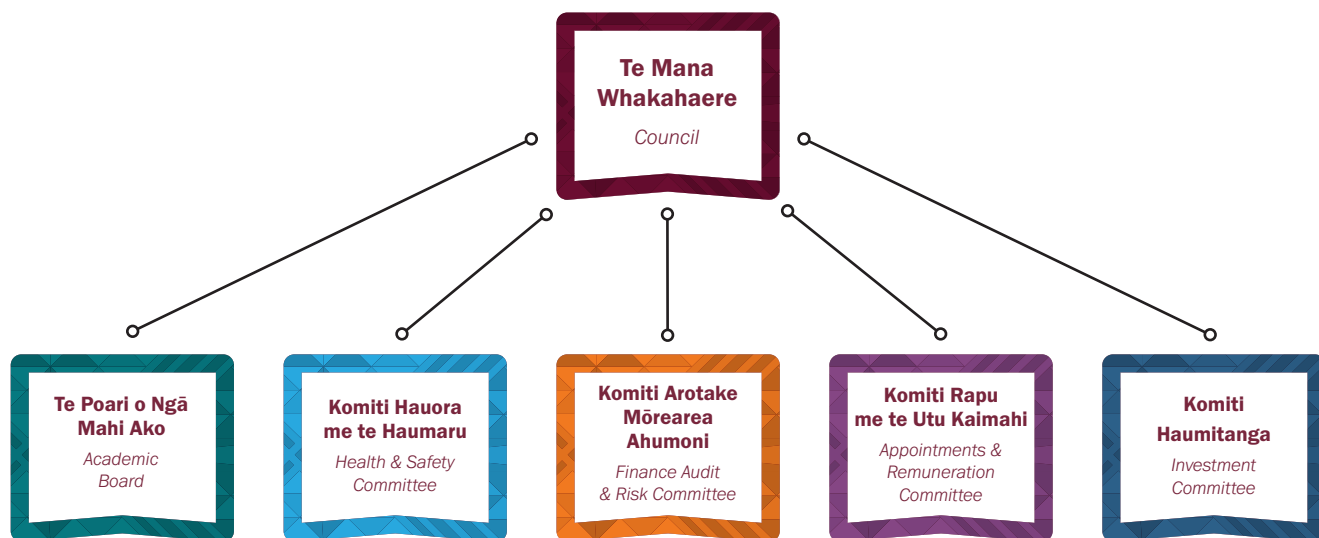 Te Mana
Whakahaere
Council
Te Poari o Ngā
Mahi Ako
Academic
Board
Komiti Hauora
me te Haumaru
Health & Safety
Committee
Komiti Arotake
Mōrearea
Ahumoni
Finance Audit
& Risk Committee
Komiti Rapu
me te Utu Kaimahi
Appointments &
Remuneration
Committee
Komiti
Haumitanga
Investment
Committee